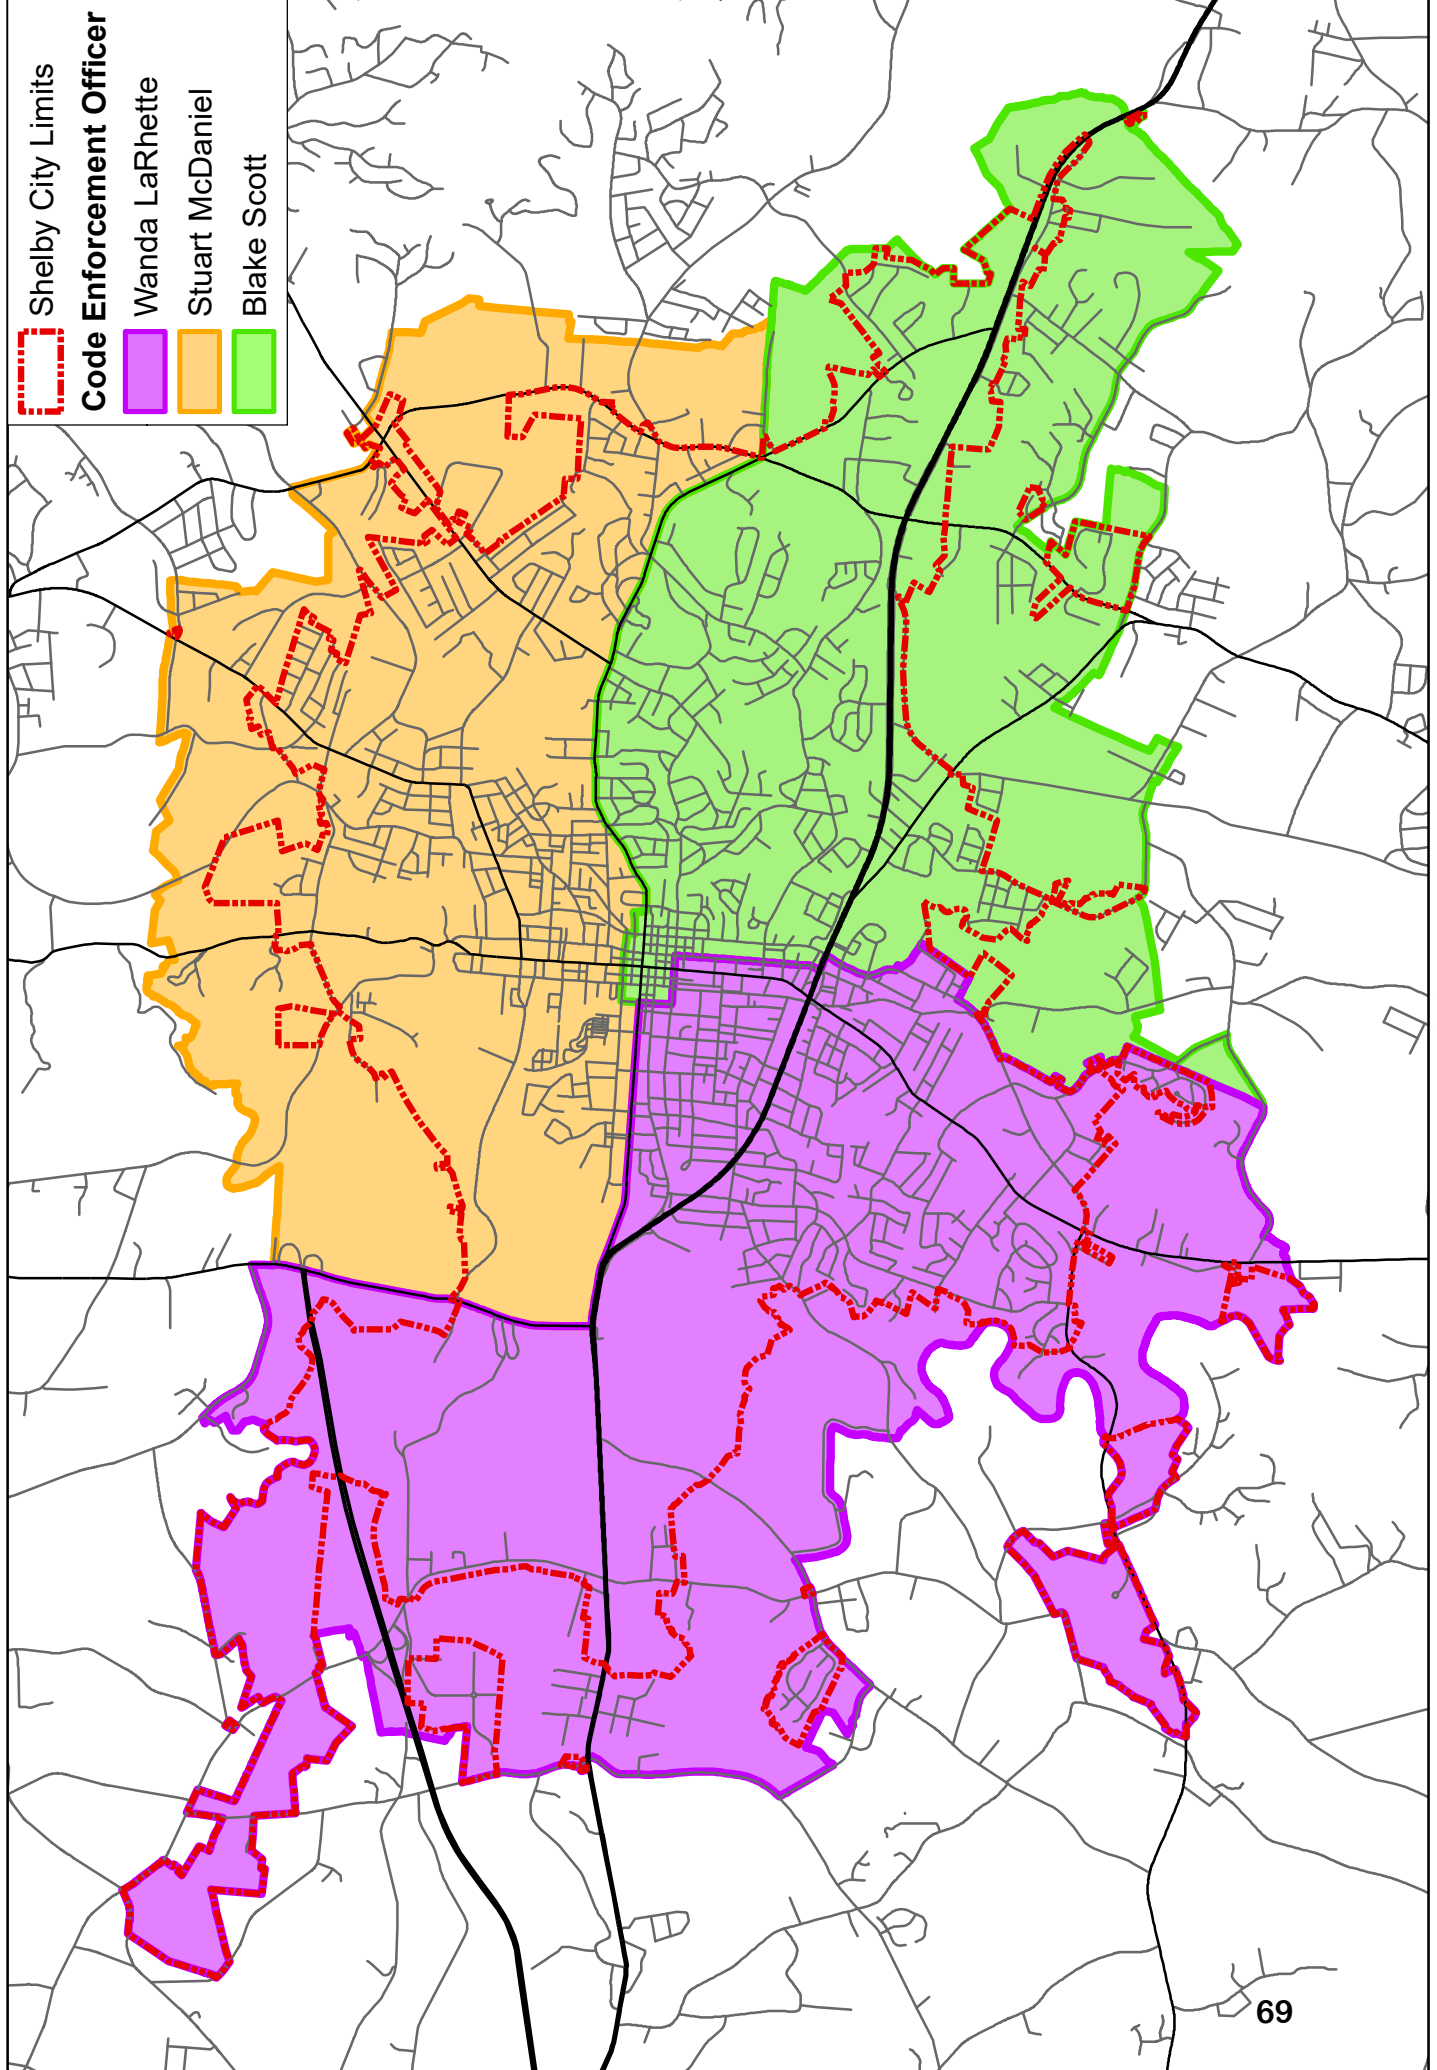 Shelby City Limits
Code Enforcement Officer
Wanda LaRhette
Stuart McDaniel
Blake Scott
69